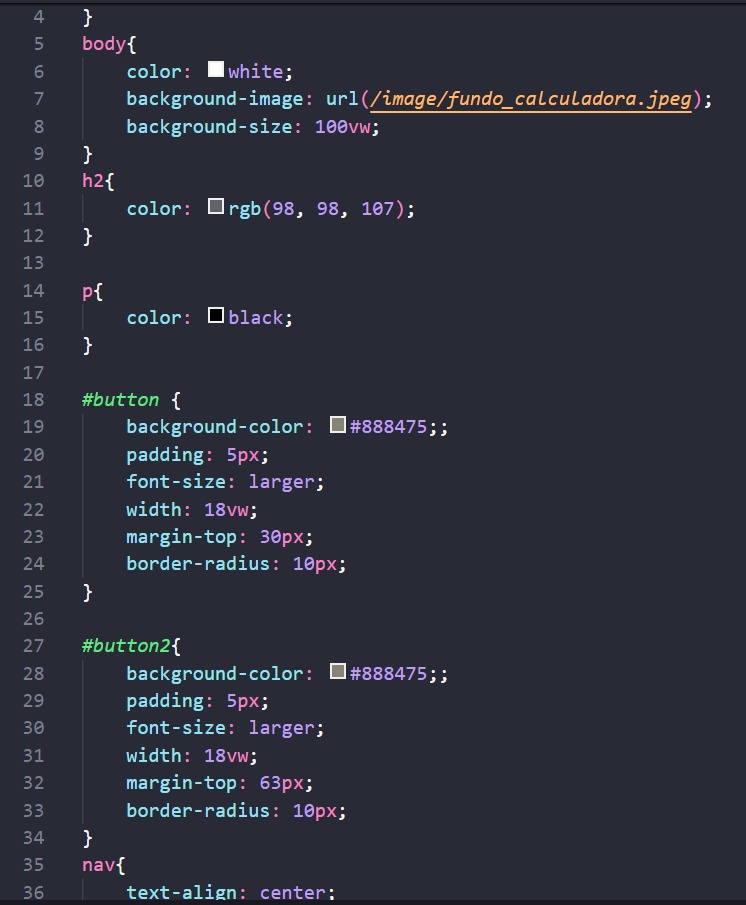 4 }
5 body{
6 color: white;
7 background-image: url(/image/fundo_calculadora.jpeg);
8 background-size: 100vw;
9 }
10 h2{
11 color: rgb(98, 98, 107);
12 }
13
14 p{
15 color: black;
16 }
17
18 #button {
19 background-color: #888475;;
20 padding: 5px;
21 font-size: larger;
22 width: 18vw;
23 margin-top: 30px;
24 border-radius: 10px;
25 }
26
27 #button2{
28 background-color: #888475;;
29 padding: 5px;
30 font-size: larger;
31 width: 18vw;
32 margin-top: 63px;
33 border-radius: 10px;
34 }
35 nav{
36 text-align: center;